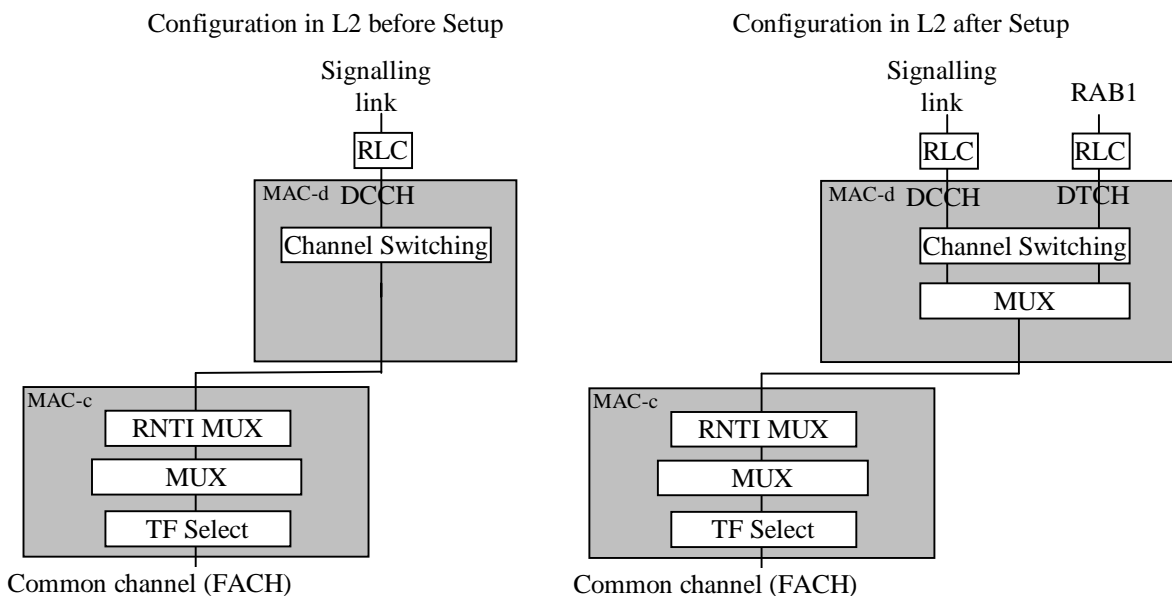 Configuration in L2 before Setup
Signalling
link
RLC
MAC-d DCCH
Channel Switching
MAC-c
RNTI MUX
MUX
TF Select
Common channel (FACH)
Configuration in L2 after Setup
Signalling
link
RAB1
RLC
RLC
MAC-d DCCH
DTCH
Channel Switching
MUX
MAC-c
RNTI MUX
MUX
TF Select
Common channel (FACH)